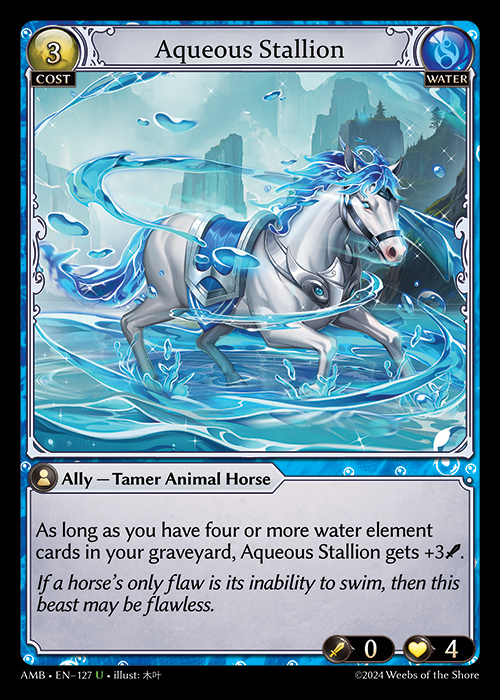 3
COST
Aqueous Stallion
WATER
Ally — Tamer Animal Horse
As long as you have four or more water element
cards in your graveyard, Aqueous Stallion gets +3.
If a horse's only flaw is its inability to swim, then this
beast may be flawless.
0
4
AMB • EN–127 U • illust: 木叶
©2024 Weebs of the Shore